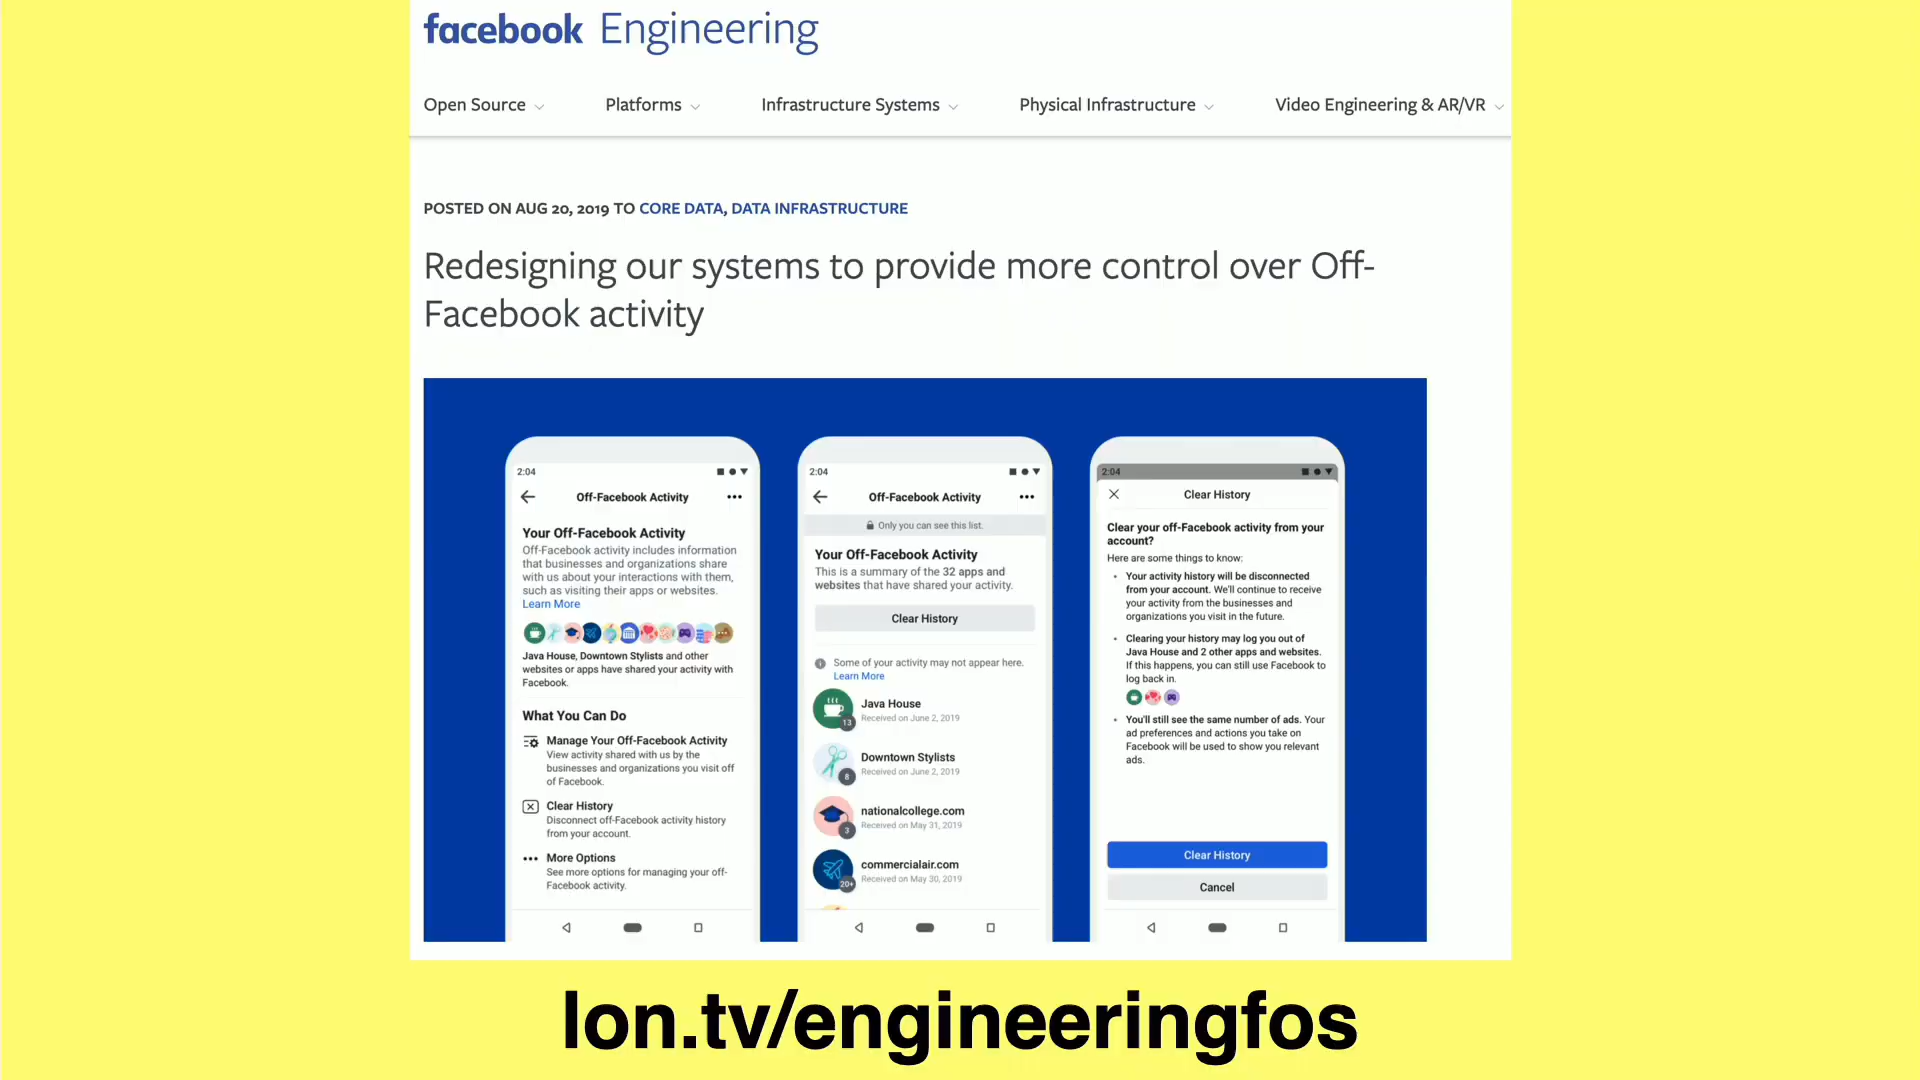 facebook Engineering
Open Source
Platforms
Infrastructure Systems
Physical Infrastructure
Video Engineering & AR/VR
POSTED ON AUG 20, 2019 TO CORE DATA, DATA INFRASTRUCTURE
Redesigning our systems to provide more control over Off-
Facebook activity
2:04
Off-Facebook Activity
Your Off-Facebook Activity
Off-Facebook activity includes information
that businesses and organizations share
with us about your interactions with them,
such as visiting their apps or websites.
Learn More
Java House, Downtown Stylists and other
websites or apps have shared your activity with
Facebook.
What You Can Do
Manage Your Off-Facebook Activity
View activity shared with us by the
businesses and organizations you visit off
of Facebook.
Clear History
Disconnect off-Facebook activity history
from your account.
More Options
See more options for managing your off-
Facebook activity.
2:04
Off-Facebook Activity
Only you can see this list.
Your Off-Facebook Activity
This is a summary of the 32 apps and
websites that have shared your activity.
Clear History
Some of your activity may not appear here.
Learn More
Java House
13
Received on June 2, 2019
Downtown Stylists
8
Received on June 2, 2019
nationalcollege.com
3
Received on May 31, 2019
commercialair.com
20+
Received on May 30, 2019
2:04
Clear History
Clear your off-Facebook activity from your
account?
Here are some things to know:
• Your activity history will be disconnected
from your account. We'll continue to receive
your activity from the businesses and
organizations you visit in the future.
• Clearing your history may log you out of
Java House and 2 other apps and websites.
If this happens, you can still use Facebook to
log back in.
• You'll still see the same number of ads. Your
ad preferences and actions you take on
Facebook will be used to show you relevant
ads.
Clear History
Cancel
lon.tv/engineeringfos